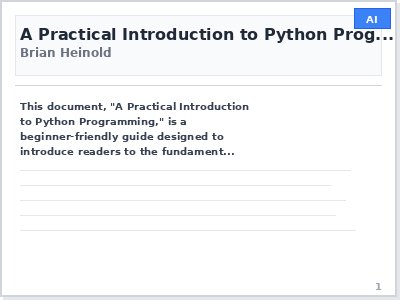 AI
A Practical Introduction to Python Prog...
Brian Heinold
This document, "A Practical Introduction
to Python Programming," is a
beginner-friendly guide designed to
introduce readers to the fundament...
1